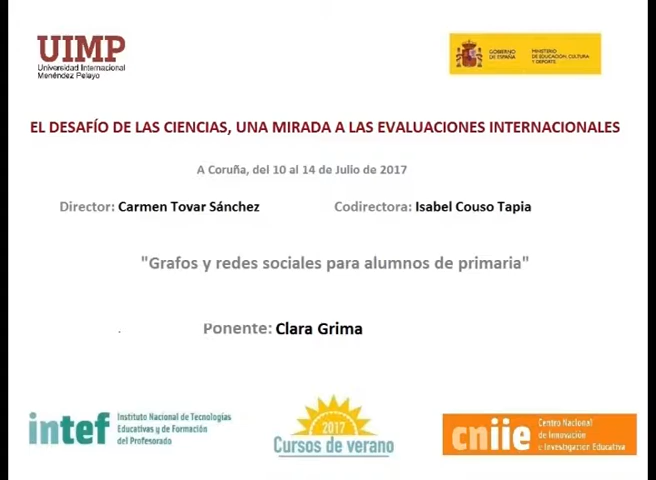 UIMP
Universidad Internacional
Menéndez Pelayo
GOBIERNO
DE ESPAÑA
MINISTERIO
DE EDUCACIÓN, CULTURA
Y DEPORTE
EL DESAFÍO DE LAS CIENCIAS, UNA MIRADA A LAS EVALUACIONES INTERNACIONALES
A Coruña, del 10 al 14 de Julio de 2017
Director: Carmen Tovar Sánchez
Codirectora: Isabel Couso Tapia
"Grafos y redes sociales para alumnos de primaria"
Ponente: Clara Grima
intef
Instituto Nacional de Tecnologías
Educativas y de Formación
del Profesorado
2017
Cursos de verano
cniie
Centro Nacional
de Innovación
e Investigación Educativa